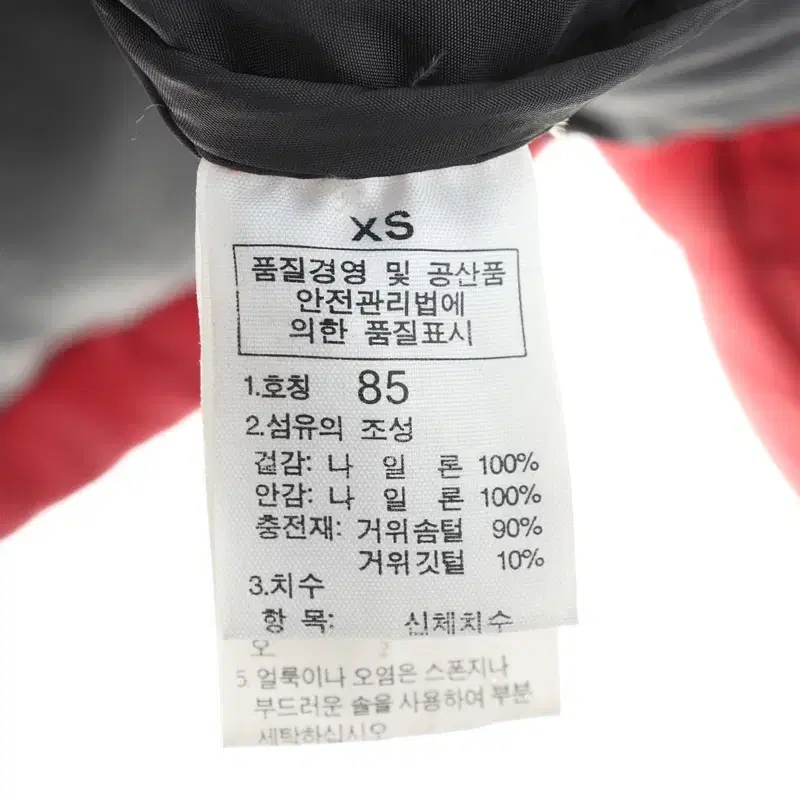 XS
품질경영 및 공산품
안전관리법에
의한 품질표시
1.호칭 85
2.섬유의 조성
겉감: 나 일 론 100%
안감: 나 일 론 100%
충전재: 거위솜털 90%
거위깃털 10%
3.치수
항 목: 신체치수
오
5. 얼룩이나 오염은 스폰지나
부드러운 솔을 사용하여 부분
세탁하십시오